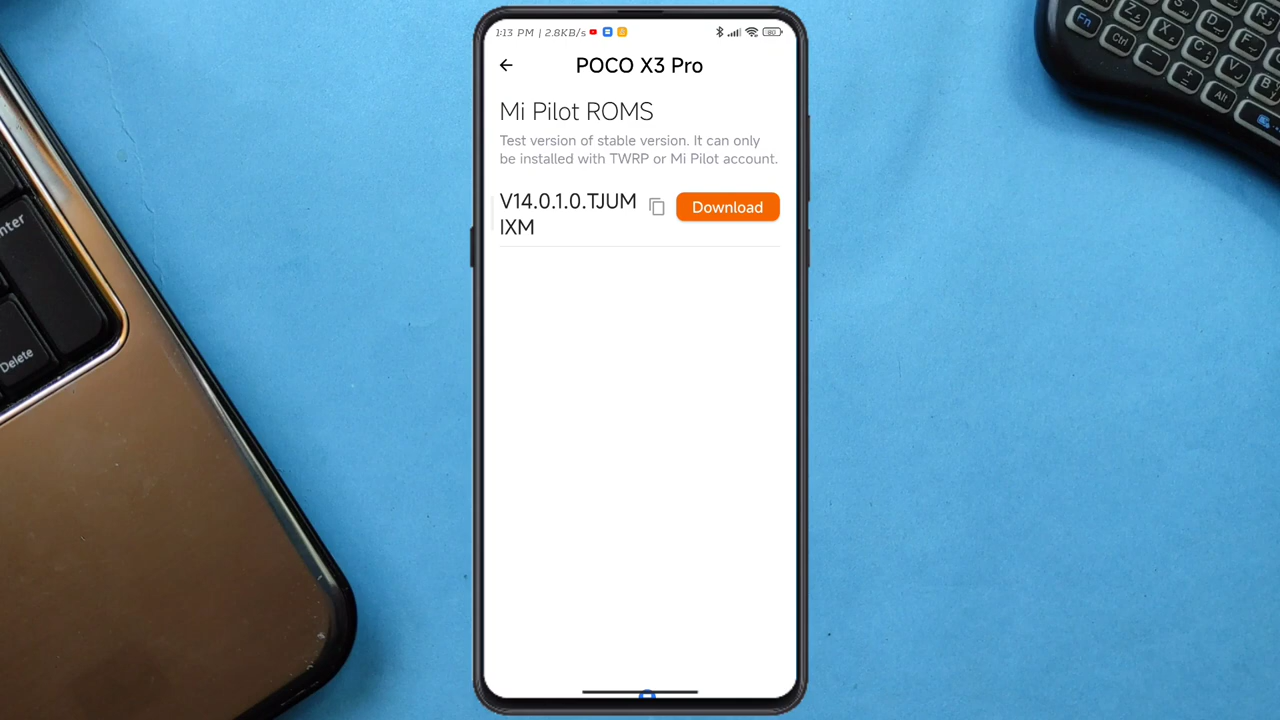 1:13 PM | 2.8KB/s
80
POCO X3 Pro
Mi Pilot ROMS
Test version of stable version. It can only
be installed with TWRP or Mi Pilot account.
V14.0.1.0.TJUM
IXM
Download
nter
Delete
Fn
Ctrl
Alt
Z
X
C
V
B
S
D
F
G
R